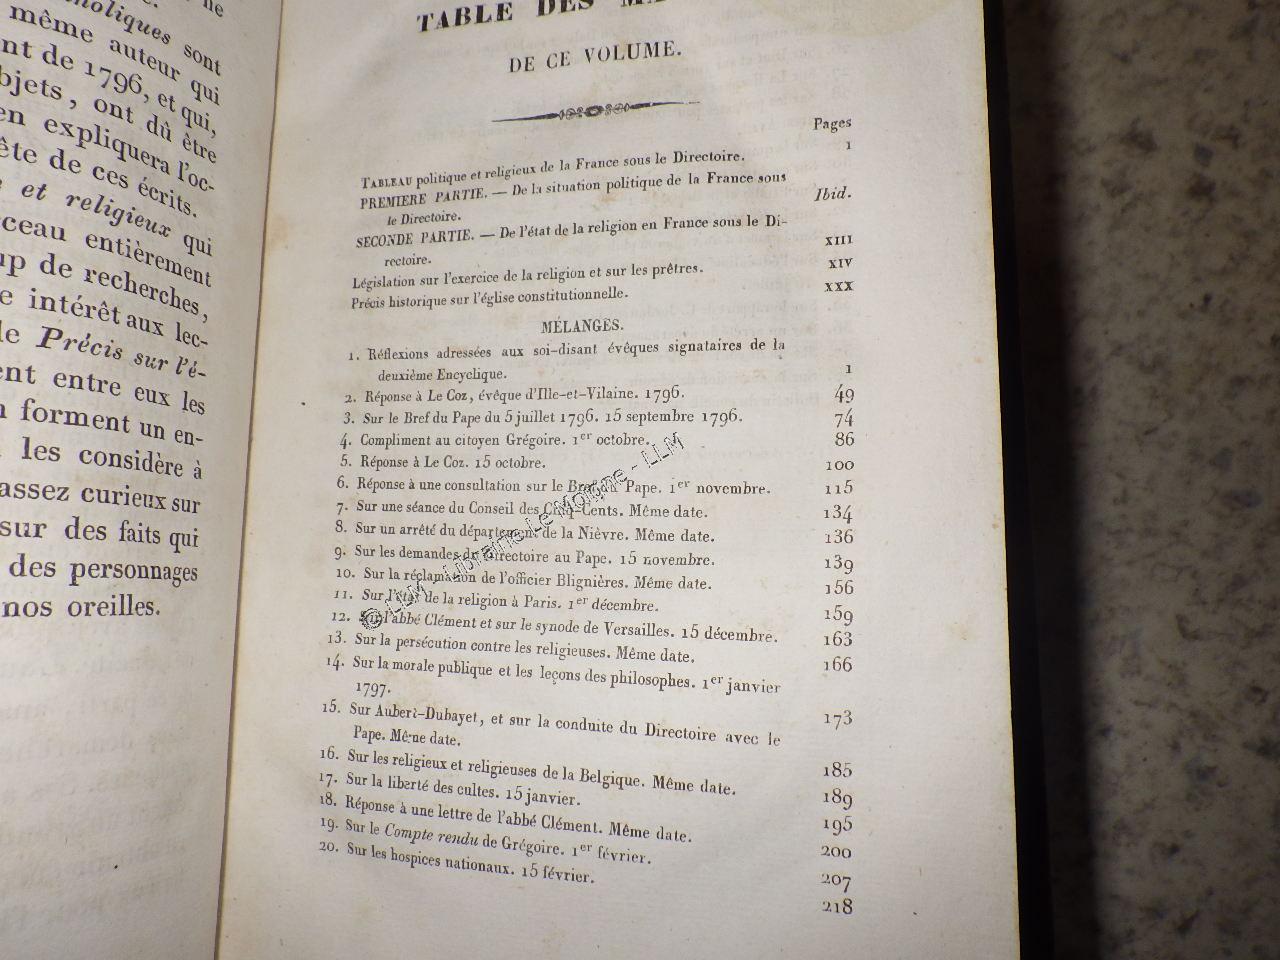 ne
holiques sont
même auteur qui
nt de 1796, et qui,
bjets, ont dû être
en expliquera l'oc-
ête de ces écrits.
et religieux qui
rceau entièrement
up de recherches,
e intérêt aux lec-
le Précis sur l'é-
ent entre eux les
n forment un en-
les considère à
assez curieux sur
sur des faits qui
des personnages
nos oreilles.
TABLE DES MA
DE CE VOLUME.
Pages
TABLEAU politique et religieux de la France sous le Directoire. 1
PREMIERE PARTIE. — De la situation politique de la France sous
le Directoire. Ibid.
SECONDE PARTIE. — De l'état de la religion en France sous le Di-
rectoire. XIII
Législation sur l'exercice de la religion et sur les prêtres. XIV
Précis historique sur l'église constitutionnelle. XXX
MÉLANGES.
1. Réflexions adressées aux soi-disant évêques signataires de la
deuxième Encyclique. 1
2. Réponse à Le Coz, évêque d'Ille-et-Vilaine. 1796. 49
3. Sur le Bref du Pape du 5 juillet 1796. 15 septembre 1796. 74
4. Compliment au citoyen Grégoire. 1er octobre. 86
5. Réponse à Le Coz. 15 octobre. 100
6. Réponse à une consultation sur le Bref du Pape. 1er novembre. 115
7. Sur une séance du Conseil des Cinq-Cents. Même date. 134
8. Sur un arrêté du département de la Nièvre. Même date. 136
9. Sur les demandes du Directoire au Pape. 15 novembre. 139
10. Sur la réclamation de l'officier Blignières. Même date. 156
11. Sur l'état de la religion à Paris. 1er décembre. 159
12. Sur l'abbé Clément et sur le synode de Versailles. 15 décembre. 163
13. Sur la persécution contre les religieuses. Même date. 166
14. Sur la morale publique et les leçons des philosophes. 1er janvier
1797. 173
15. Sur Aubert-Dubayet, et sur la conduite du Directoire avec le
Pape. Même date. 185
16. Sur les religieux et religieuses de la Belgique. Même date. 189
17. Sur la liberté des cultes. 15 janvier. 195
18. Réponse à une lettre de l'abbé Clément. Même date. 200
19. Sur le Compte rendu de Grégoire. 1er février. 207
20. Sur les hospices nationaux. 15 février. 218
© LLM - Librairie Le Moigne - LLM